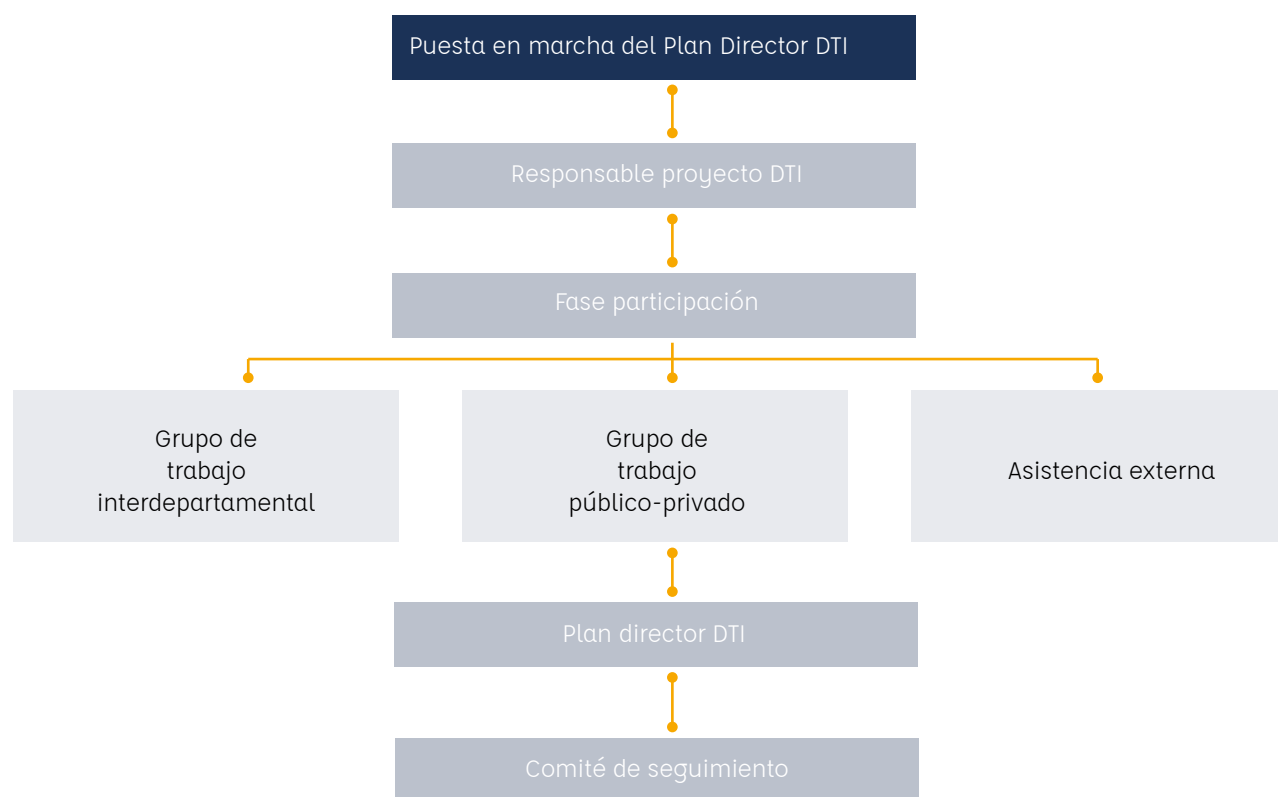 Puesta en marcha del Plan Director DTI
Responsable proyecto DTI
Fase participación
Grupo de
trabajo
interdepartamental
Grupo de
trabajo
público-privado
Asistencia externa
Plan director DTI
Comité de seguimiento